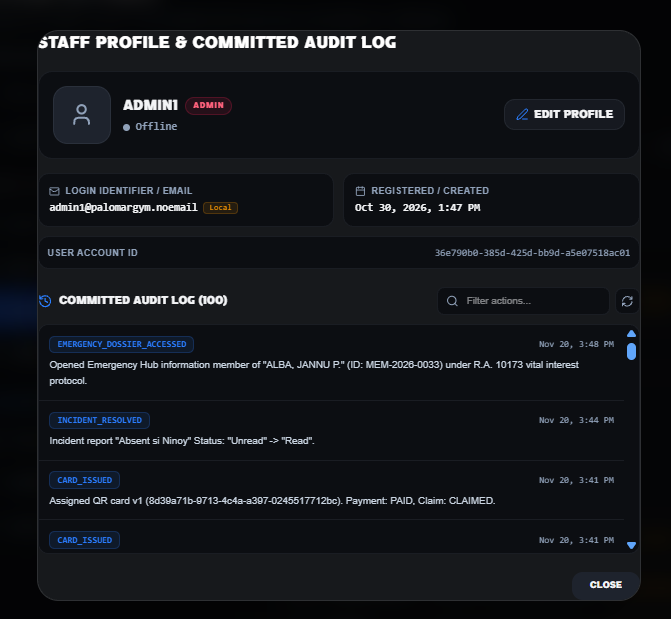 STAFF PROFILE & COMMITTED AUDIT LOG
ADMIN1 ADMIN
Offline
EDIT PROFILE
LOGIN IDENTIFIER / EMAIL
admin1@palomargym.noemail Local
REGISTERED / CREATED
Oct 30, 2026, 1:47 PM
USER ACCOUNT ID 36e790b0-385d-425d-bb9d-a5e07518ac01
COMMITTED AUDIT LOG (100) Filter actions...
EMERGENCY_DOSSIER_ACCESSED Nov 20, 3:48 PM
Opened Emergency Hub information member of "ALBA, JANNU P." (ID: MEM-2026-0033) under R.A. 10173 vital interest
protocol.
INCIDENT_RESOLVED Nov 20, 3:44 PM
Incident report "Absent si Ninoy" Status: "Unread" -> "Read".
CARD_ISSUED Nov 20, 3:41 PM
Assigned QR card v1 (8d39a71b-9713-4c4a-a397-0245517712bc). Payment: PAID, Claim: CLAIMED.
CARD_ISSUED Nov 20, 3:41 PM
CLOSE